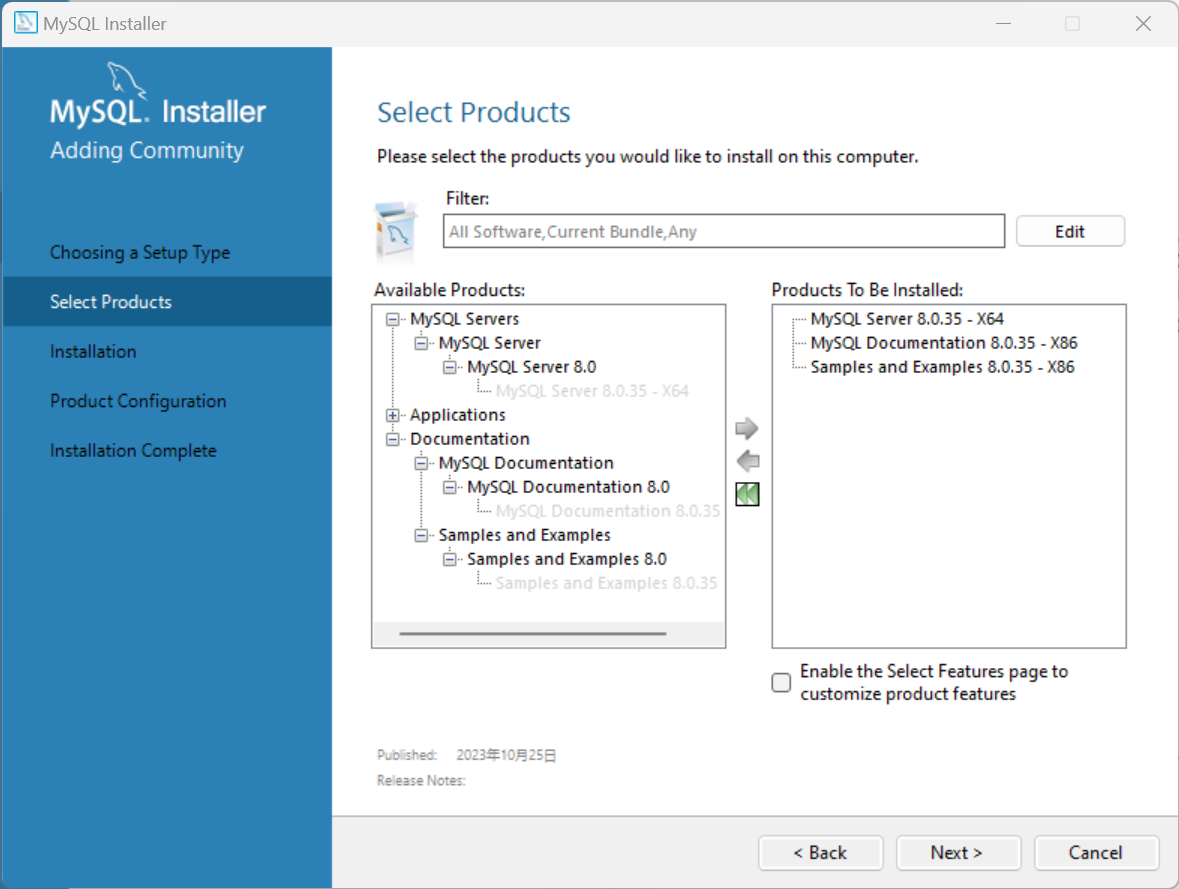 MySQL Installer
MySQL. Installer
Adding Community
Choosing a Setup Type
Select Products
Installation
Product Configuration
Installation Complete
Select Products
Please select the products you would like to install on this computer.
Filter:
All Software,Current Bundle,Any
Edit
Available Products:
MySQL Servers
MySQL Server
MySQL Server 8.0
MySQL Server 8.0.35 - X64
Applications
Documentation
MySQL Documentation
MySQL Documentation 8.0
MySQL Documentation 8.0.35
Samples and Examples
Samples and Examples 8.0
Samples and Examples 8.0.35
Products To Be Installed:
MySQL Server 8.0.35 - X64
MySQL Documentation 8.0.35 - X86
Samples and Examples 8.0.35 - X86
Enable the Select Features page to
customize product features
Published: 2023年10月25日
Release Notes:
< Back
Next >
Cancel